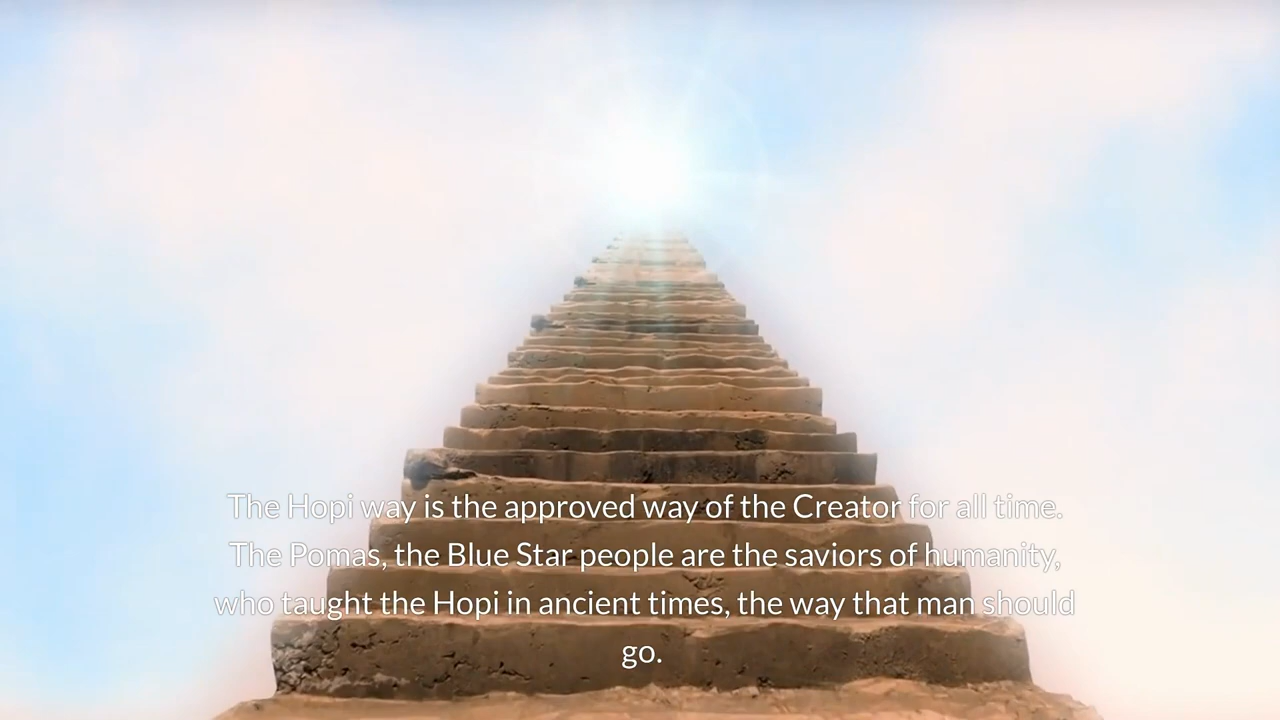 The Hopi way is the approved way of the Creator for all time.
The Pomas, the Blue Star people are the saviors of humanity,
who taught the Hopi in ancient times, the way that man should
go.